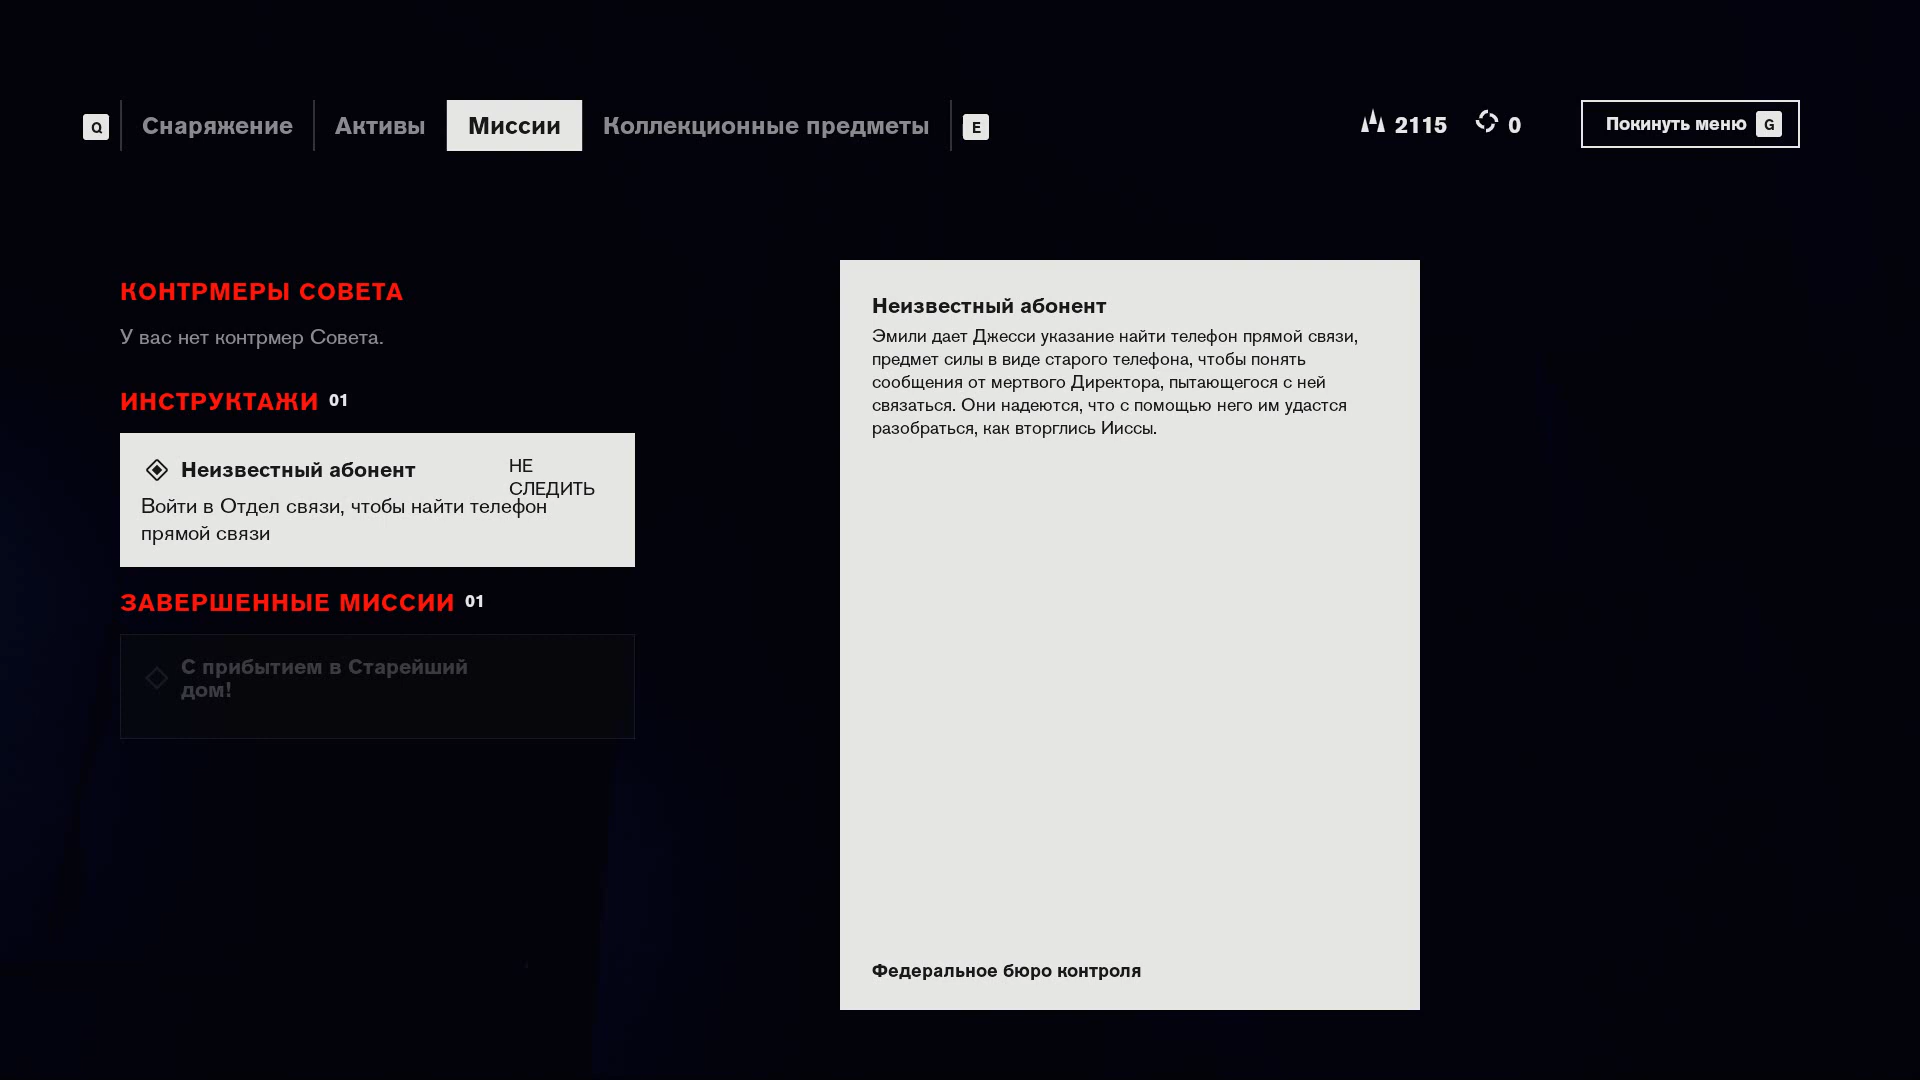 Q
Снаряжение
Активы
Миссии
Коллекционные предметы
E
2115
0
Покинуть меню G
КОНТРМЕРЫ СОВЕТА
У вас нет контрмер Совета.
ИНСТРУКТАЖИ 01
Неизвестный абонент
НЕ
СЛЕДИТЬ
Войти в Отдел связи, чтобы найти телефон
прямой связи
ЗАВЕРШЕННЫЕ МИССИИ 01
С прибытием в Старейший
дом!
Неизвестный абонент
Эмили дает Джесси указание найти телефон прямой связи,
предмет силы в виде старого телефона, чтобы понять
сообщения от мертвого Директора, пытающегося с ней
связаться. Они надеются, что с помощью него им удастся
разобраться, как вторглись Ииссы.
Федеральное бюро контроля